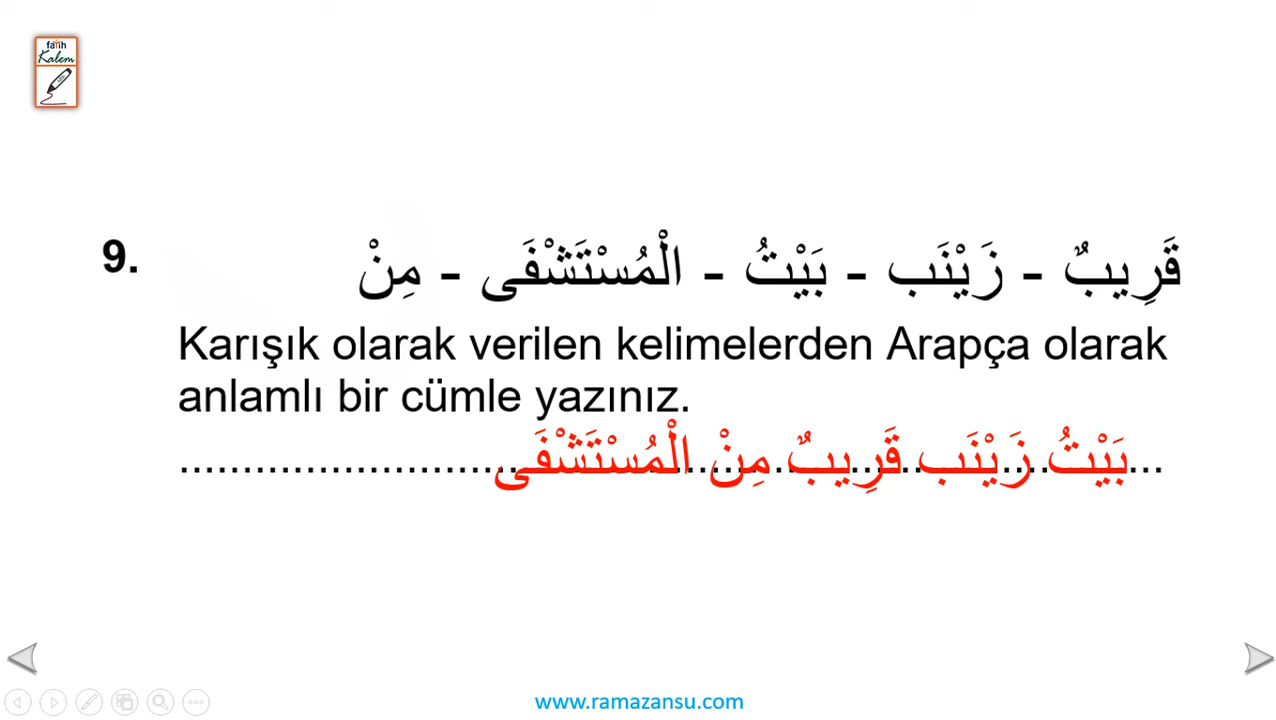 fatih
Kalem
9. قَرِيبٌ - زَيْنَب - بَيْتُ - الْمُسْتَشْفَى - مِنْ
Karışık olarak verilen kelimelerden Arapça olarak
anlamlı bir cümle yazınız.
بَيْتُ زَيْنَب قَرِيبٌ مِنْ الْمُسْتَشْفَى
www.ramazansu.com